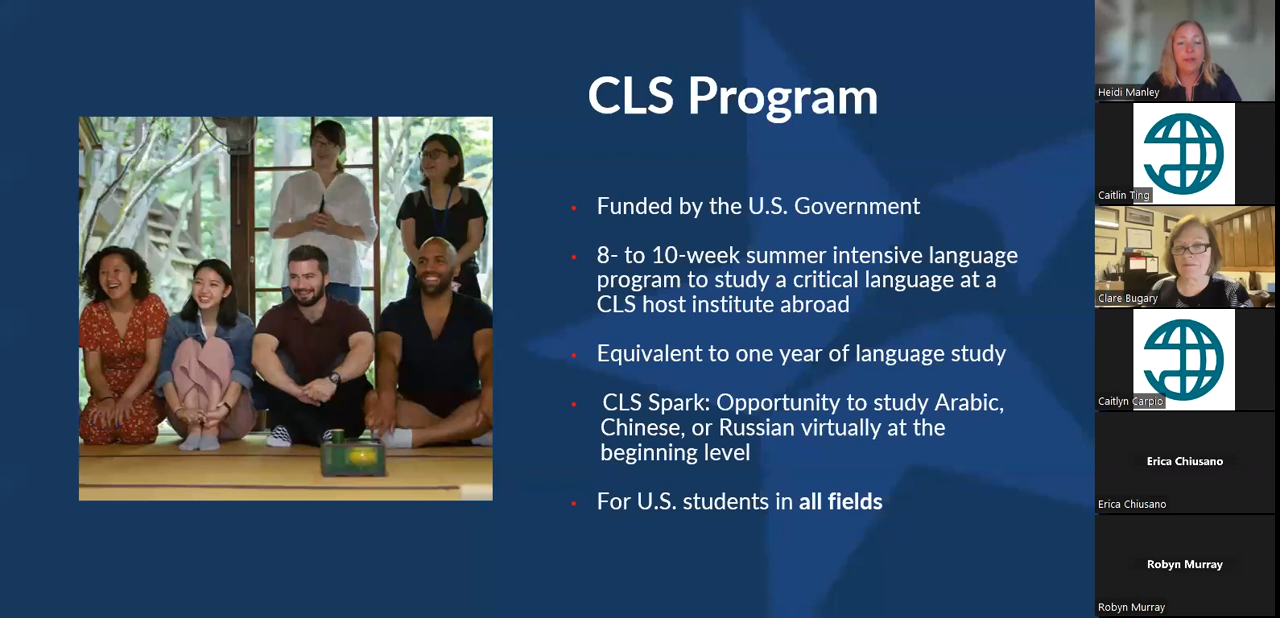 CLS Program
Funded by the U.S. Government
8- to 10-week summer intensive language
program to study a critical language at a
CLS host institute abroad
Equivalent to one year of language study
CLS Spark: Opportunity to study Arabic,
Chinese, or Russian virtually at the
beginning level
For U.S. students in all fields
Heidi Manley
Caitlin Ting
Clare Bugary
Caitlyn Carpio
Erica Chiusano
Erica Chiusano
Robyn Murray
Robyn Murray